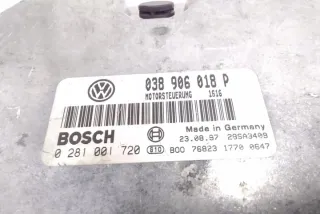 038 906 018 P
MOTORSTEUERUNG 1616
Made in Germany
BOSCH 23.08.97 29SA3409
0 281 001 720 BOO 76823 1770 0647